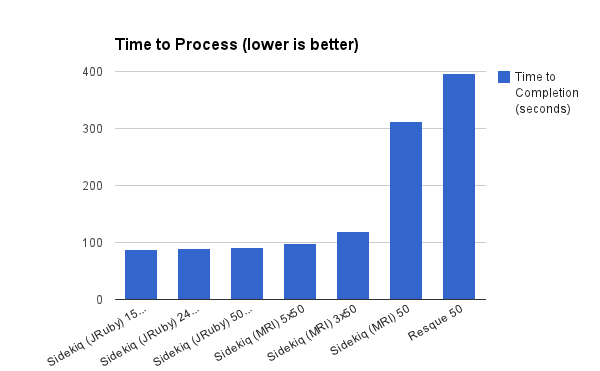 Time to Process (lower is better)
400
300
200
100
0
Time to
Completion
(seconds)
Sidekiq (JRuby) 15...
Sidekiq (JRuby) 24...
Sidekiq (JRuby) 50...
Sidekiq (MRI) 5x50
Sidekiq (MRI) 3x50
Sidekiq (MRI) 50
Resque 50